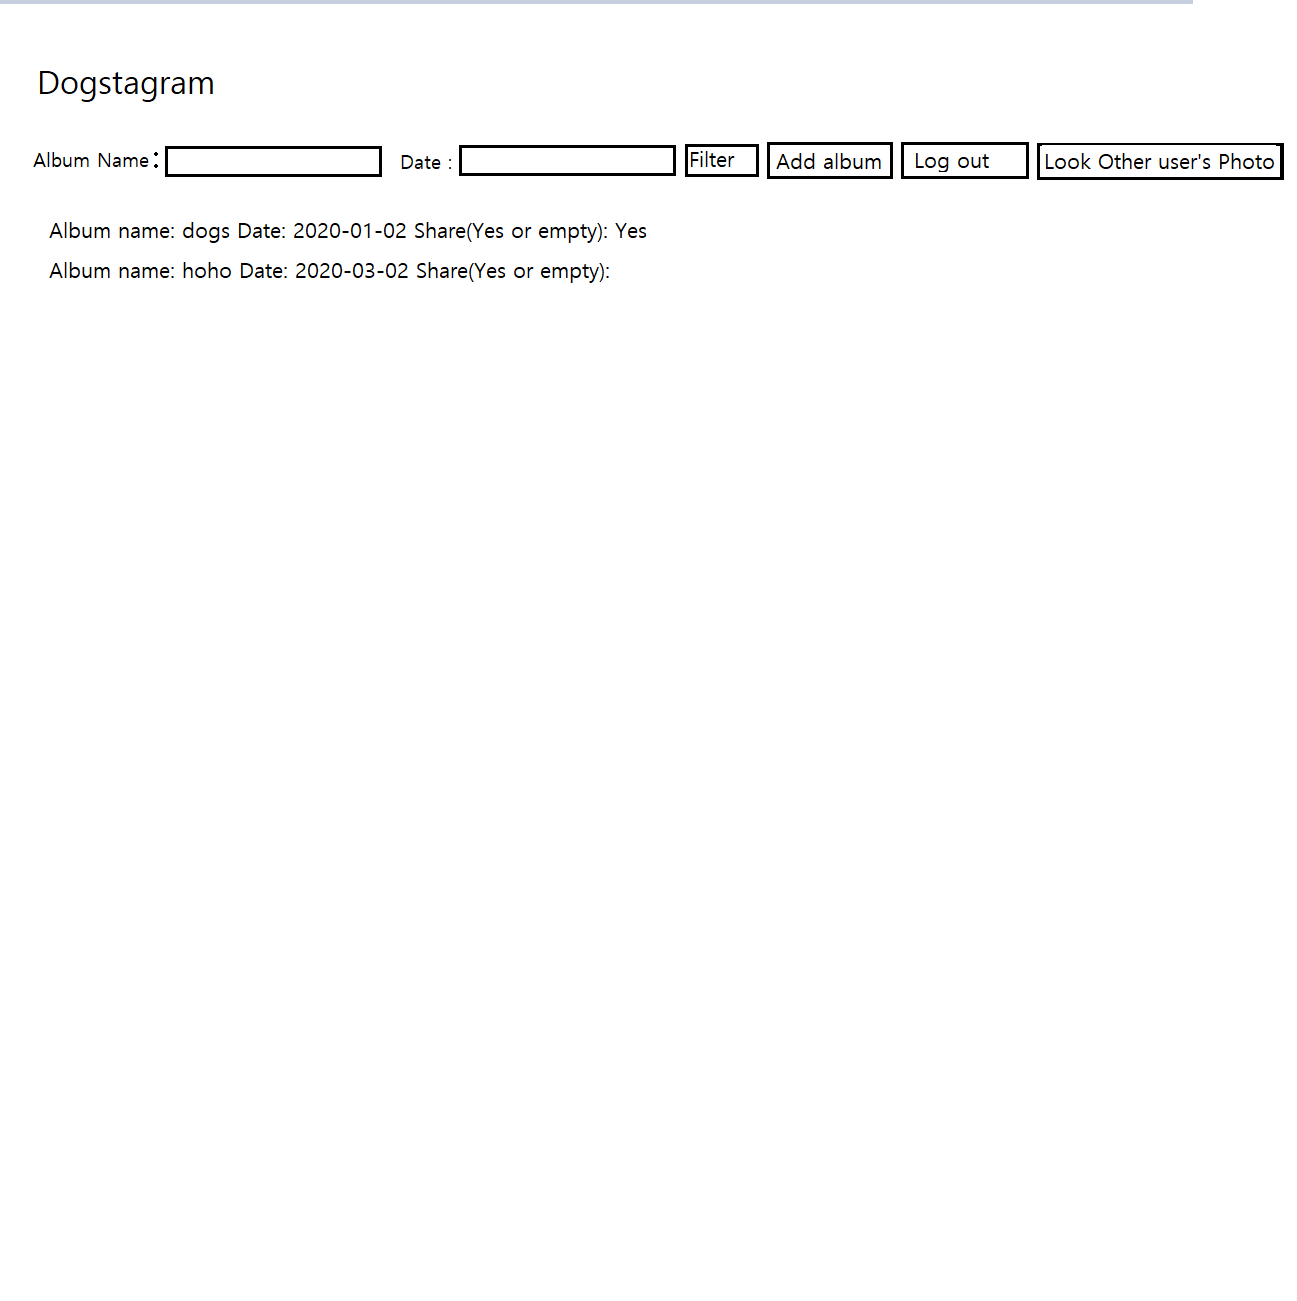 Dogstagram
Album Name: Date : Filter Add album Log out Look Other user's Photo
Album name: dogs Date: 2020-01-02 Share(Yes or empty): Yes
Album name: hoho Date: 2020-03-02 Share(Yes or empty):